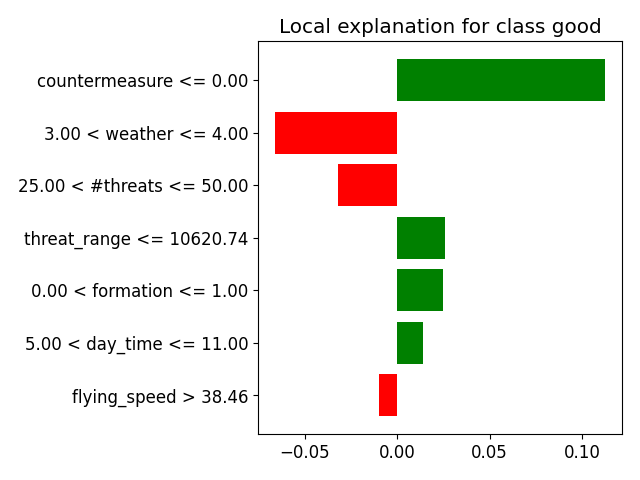 Local explanation for class good
countermeasure <= 0.00
3.00 < weather <= 4.00
25.00 < #threats <= 50.00
threat_range <= 10620.74
0.00 < formation <= 1.00
5.00 < day_time <= 11.00
flying_speed > 38.46
−0.05 0.00 0.05 0.10